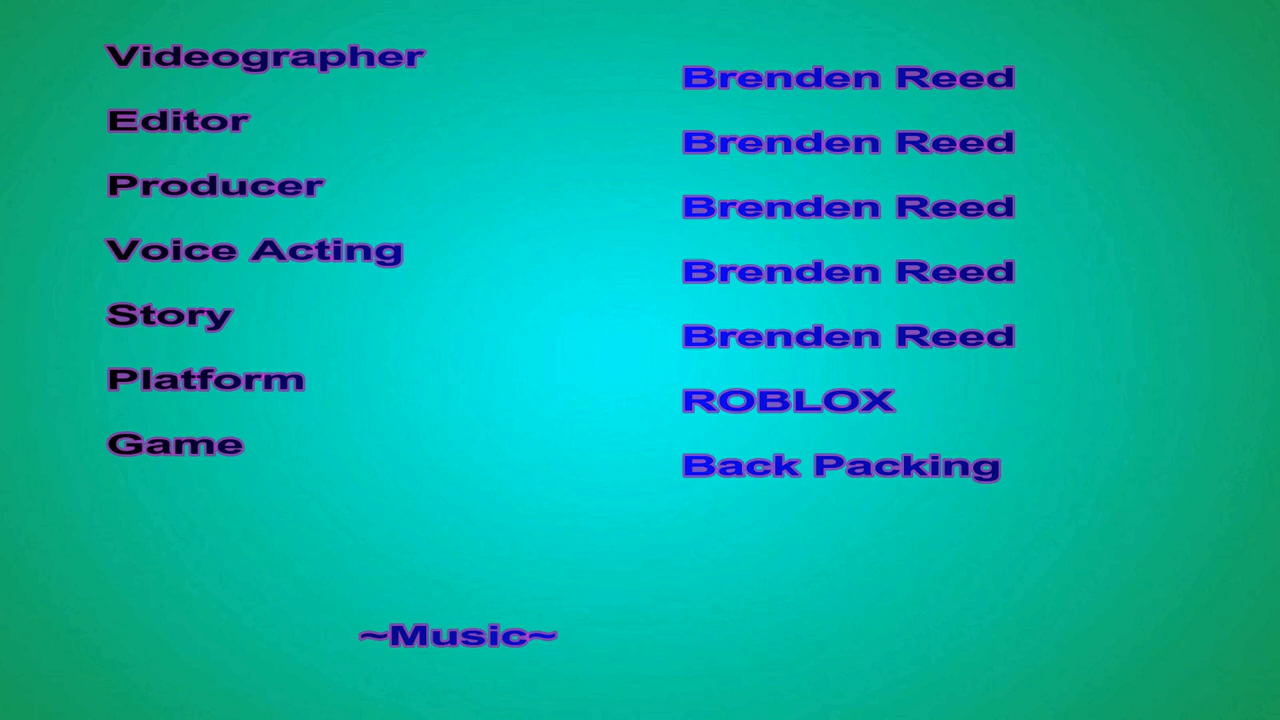 Videographer
Brenden Reed
Editor
Brenden Reed
Producer
Brenden Reed
Voice Acting
Brenden Reed
Story
Brenden Reed
Platform
ROBLOX
Game
Back Packing
~Music~